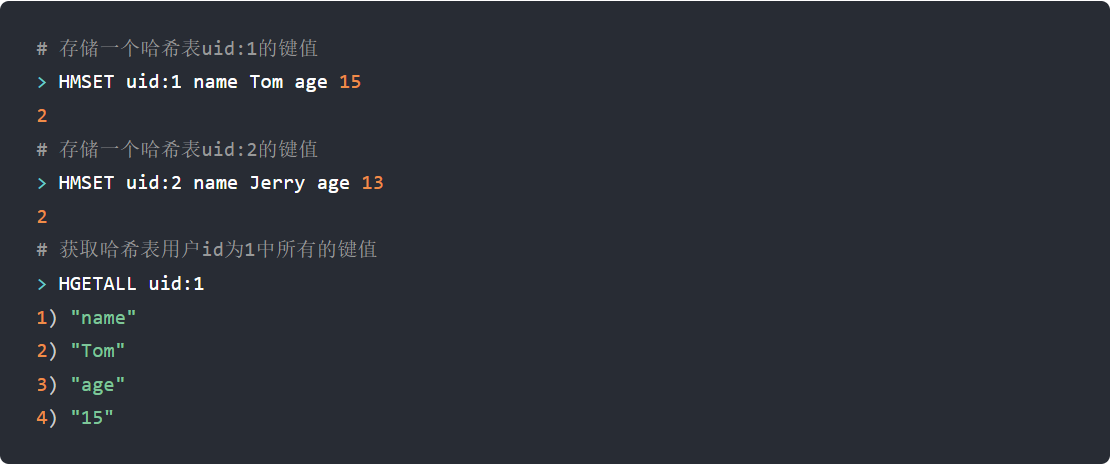 # 存储一个哈希表uid:1的键值
> HMSET uid:1 name Tom age 15
2
# 存储一个哈希表uid:2的键值
> HMSET uid:2 name Jerry age 13
2
# 获取哈希表用户id为1中所有的键值
> HGETALL uid:1
1) "name"
2) "Tom"
3) "age"
4) "15"